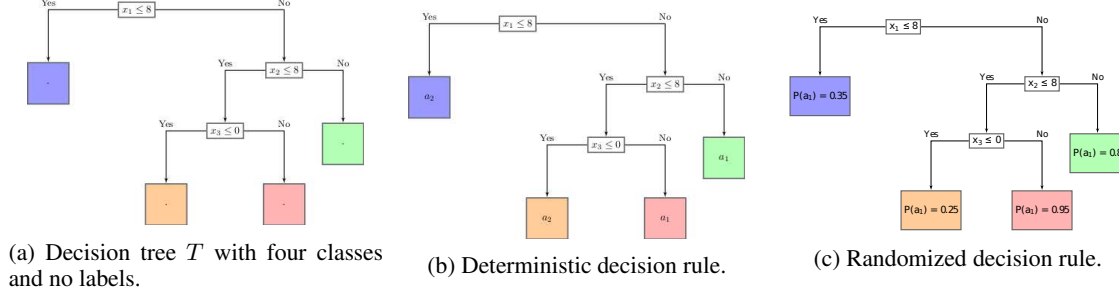 x₁ ≤ 8
Yes
No
.
x₂ ≤ 8
Yes
No
x₃ ≤ 0
.
Yes
No
.
.
(a) Decision tree T with four classes
and no labels.
x₁ ≤ 8
Yes
No
a₂
x₂ ≤ 8
Yes
No
x₃ ≤ 0
a₁
Yes
No
a₂
a₁
(b) Deterministic decision rule.
x₁ ≤ 8
Yes
No
P(a₁) = 0.35
x₂ ≤ 8
Yes
No
x₃ ≤ 0
P(a₁) = 0.8
Yes
No
P(a₁) = 0.25
P(a₁) = 0.95
(c) Randomized decision rule.